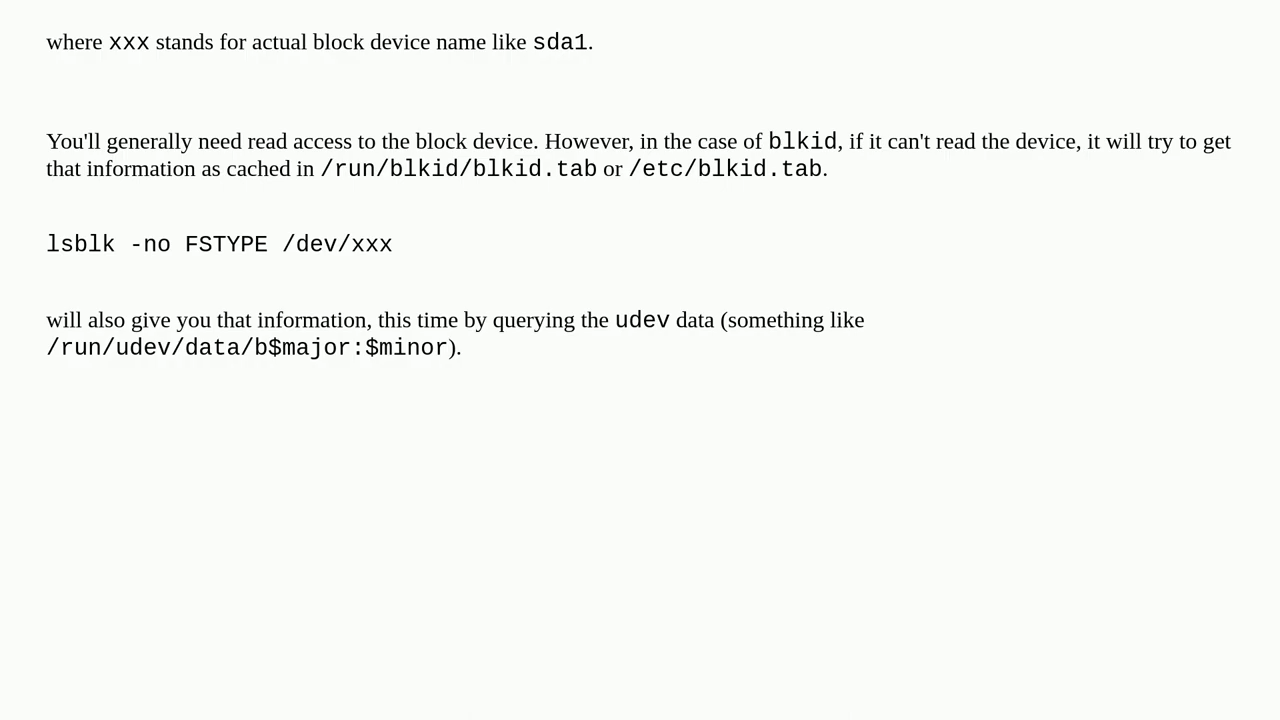 where xxx stands for actual block device name like sda1.
You'll generally need read access to the block device. However, in the case of blkid, if it can't read the device, it will try to get
that information as cached in /run/blkid/blkid.tab or /etc/blkid.tab.
lsblk -no FSTYPE /dev/xxx
will also give you that information, this time by querying the udev data (something like
/run/udev/data/b$major:$minor).